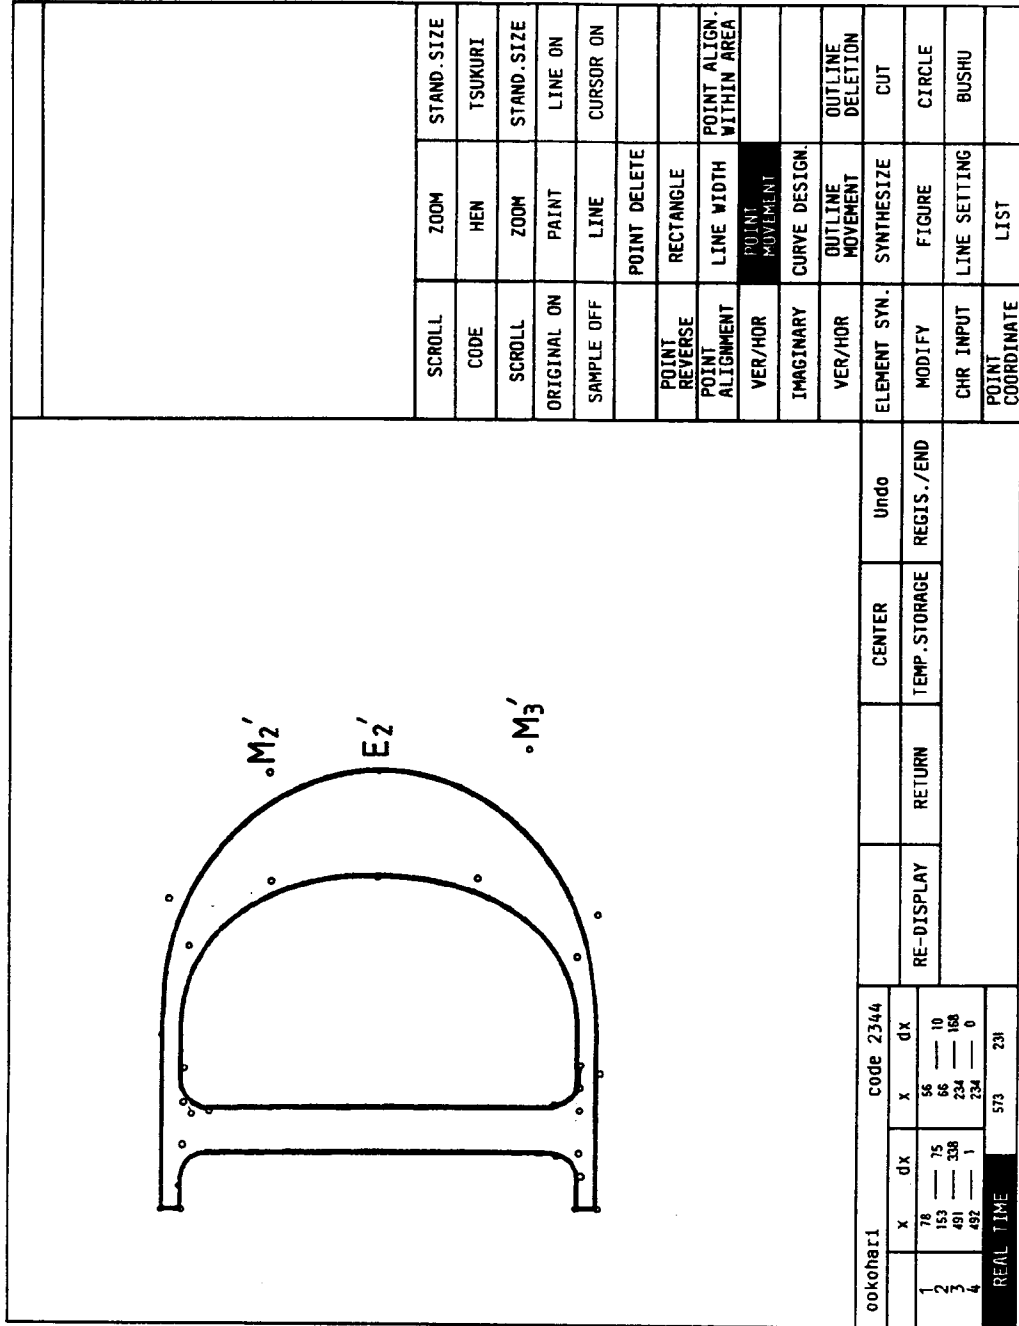 M2′
E2′
M3′
SCROLL ZOOM STAND.SIZE
CODE HEN TSUKURI
SCROLL ZOOM STAND.SIZE
ORIGINAL ON PAINT LINE ON
SAMPLE OFF LINE CURSOR ON
POINT DELETE
POINT REVERSE RECTANGLE
POINT ALIGNMENT LINE WIDTH POINT ALIGN. WITHIN AREA
VER/HOR POINT MOVEMENT
IMAGINARY CURVE DESIGN.
VER/HOR OUTLINE MOVEMENT OUTLINE DELETION
ELEMENT SYN. SYNTHESIZE CUT
MODIFY FIGURE CIRCLE
CHR INPUT LINE SETTING BUSHU
POINT COORDINATE LIST
CENTER Undo
RE-DISPLAY RETURN TEMP.STORAGE REGIS./END
ookohari code 2344
x dx x dx
1 78 56
2 153 — 75 66 — 10
3 491 — 338 234 — 168
4 492 — 1 234 — 0
REAL TIME 573 231